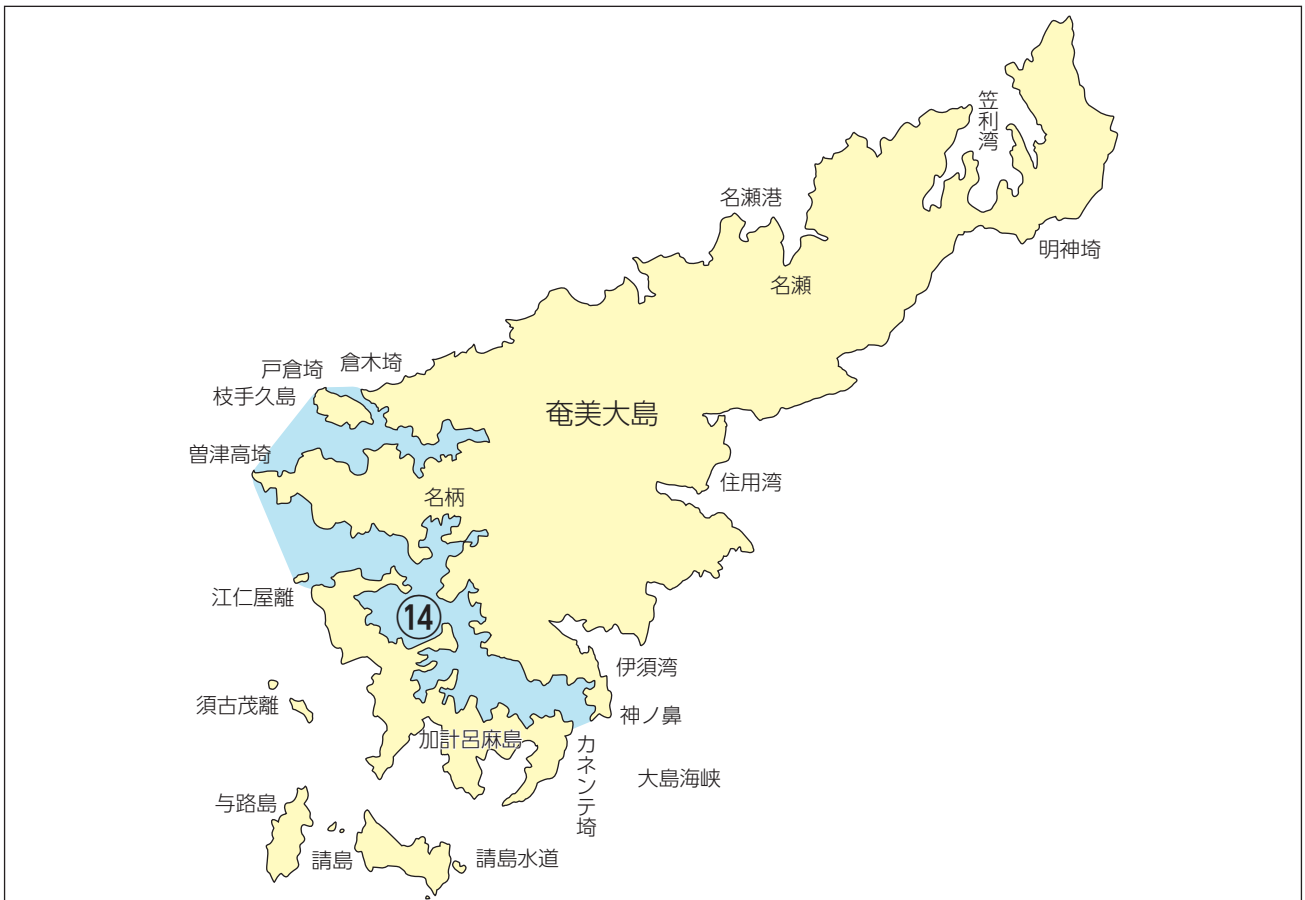 笠利湾
名瀬港
明神埼
名瀬
倉木埼
戸倉埼
枝手久島
奄美大島
曽津高埼
住用湾
名柄
江仁屋離
⑭
伊須湾
須古茂離
神ノ鼻
加計呂麻島
カネンテ埼
大島海峡
与路島
請島
請島水道